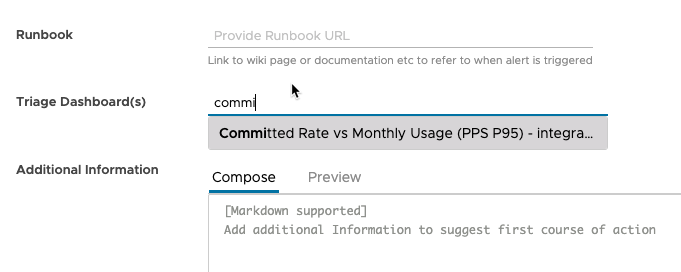 Runbook
Provide Runbook URL
Link to wiki page or documentation etc to refer to when alert is triggered
Triage Dashboard(s)
commi
Committed Rate vs Monthly Usage (PPS P95) - integra...
Additional Information
Compose
Preview
[Markdown supported]
Add additional Information to suggest first course of action